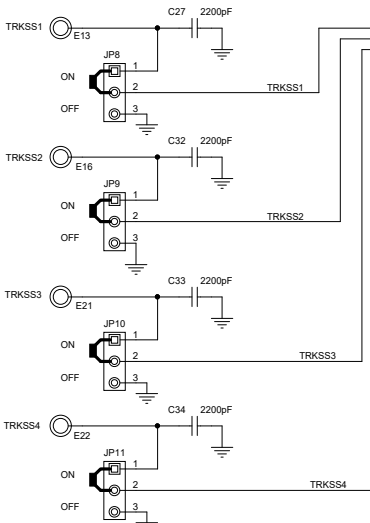 C27 2200pF
TRKSS1
E13
JP8
ON
1
2
TRKSS1
OFF
3
C32 2200pF
TRKSS2
E16
JP9
ON
1
2
TRKSS2
OFF
3
C33 2200pF
TRKSS3
E21
JP10
ON
1
2
TRKSS3
OFF
3
C34 2200pF
TRKSS4
E22
JP11
ON
1
2
TRKSS4
OFF
3